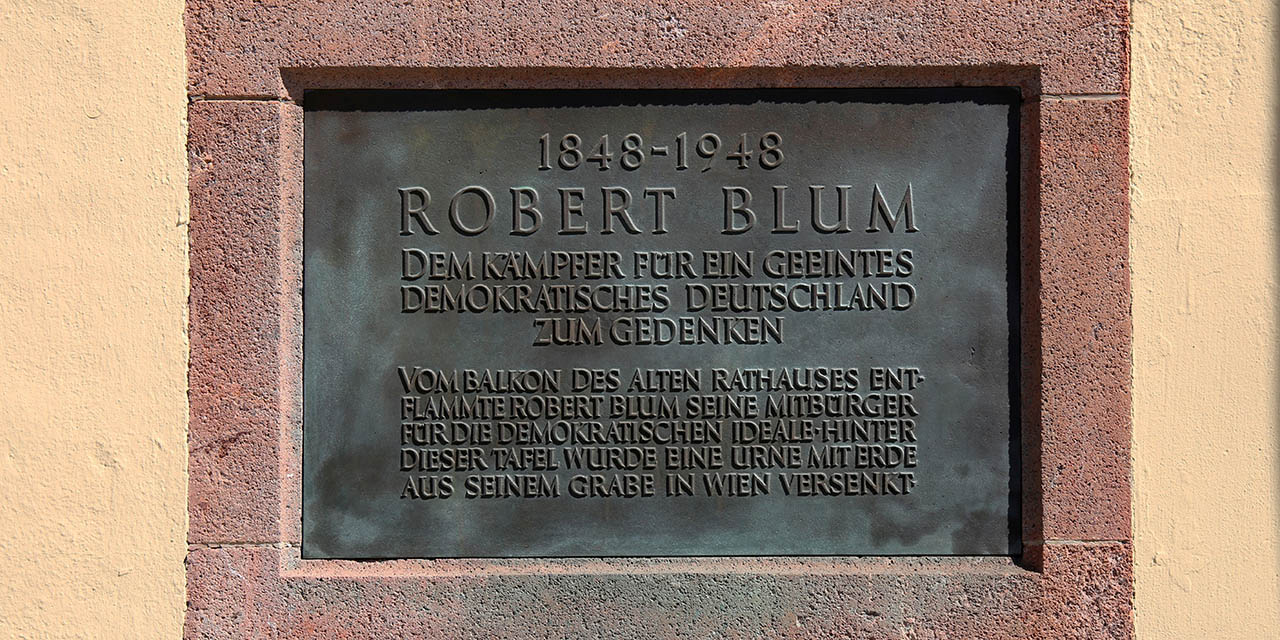 1848-1948
ROBERT BLUM
DEM KÄMPFER FÜR EIN GEEINTES
DEMOKRATISCHES DEUTSCHLAND
ZUM GEDENKEN
VOM BALKON DES ALTEN RATHAUSES ENT-
FLAMMTE ROBERT BLUM SEINE MITBÜRGER
FÜR DIE DEMOKRATISCHEN IDEALE·HINTER
DIESER TAFEL WURDE EINE URNE MIT ERDE
AUS SEINEM GRABE IN WIEN VERSENKT·